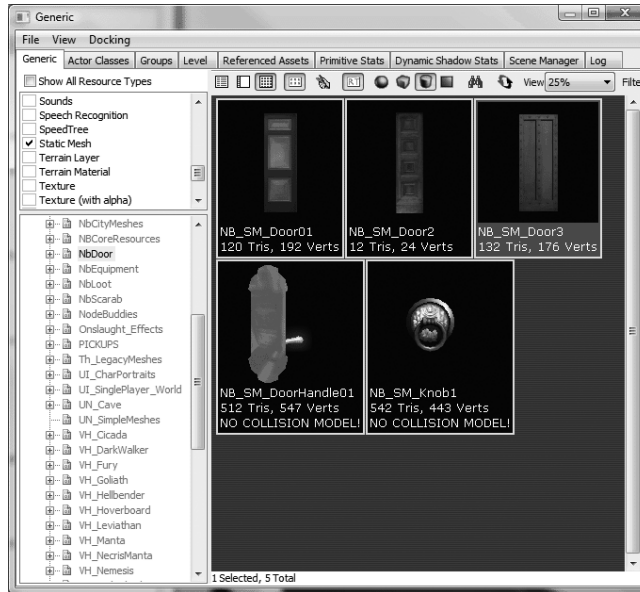 Generic
File View Docking
Generic Actor Classes Groups Level Referenced Assets Primitive Stats Dynamic Shadow Stats Scene Manager Log
Show All Resource Types
View 25% Filte
Sounds
Speech Recognition
SpeedTree
Static Mesh
Terrain Layer
Terrain Material
Texture
Texture (with alpha)
NbCityMeshes
NBCoreResources
NbDoor
NbEquipment
NbLoot
NbScarab
NodeBuddies
Onslaught_Effects
PICKUPS
Th_LegacyMeshes
UI_CharPortraits
UI_SinglePlayer_World
UN_Cave
UN_SimpleMeshes
VH_Cicada
VH_DarkWalker
VH_Fury
VH_Goliath
VH_Hellbender
VH_Hoverboard
VH_Leviathan
VH_Manta
VH_NecrisManta
VH_Nemesis
NB_SM_Door01
120 Tris, 192 Verts
NB_SM_Door2
12 Tris, 24 Verts
NB_SM_Door3
132 Tris, 176 Verts
NB_SM_DoorHandle01
512 Tris, 547 Verts
NO COLLISION MODEL!
NB_SM_Knob1
542 Tris, 443 Verts
NO COLLISION MODEL!
1 Selected, 5 Total